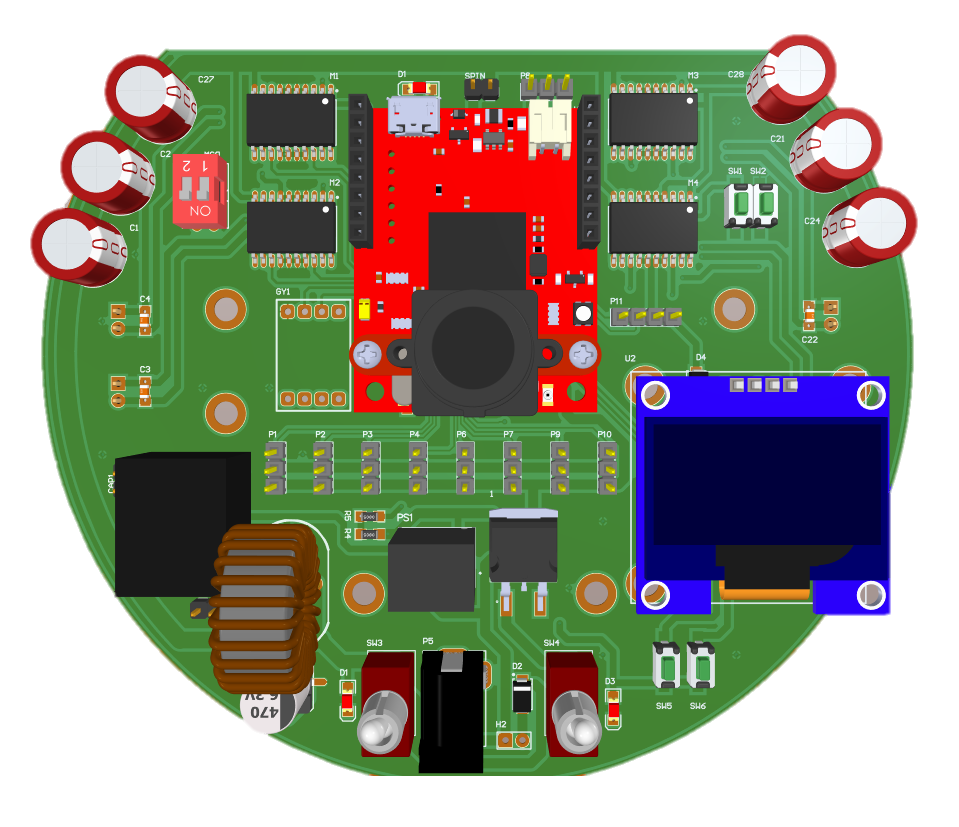 C27
M1
D1
SPIN
P8
M3
C28
C2
C21
2 1
ON
M2
M4
SW1
SW2
C1
C24
GY1
C4
P11
C22
U2
D4
C3
P1
P2
P3
P4
P6
P7
P9
P10
CAP1
1
R5
R4
PS1
SW3
P5
SW4
D1
D2
D3
H2
SW5
SW6
470
6.3V